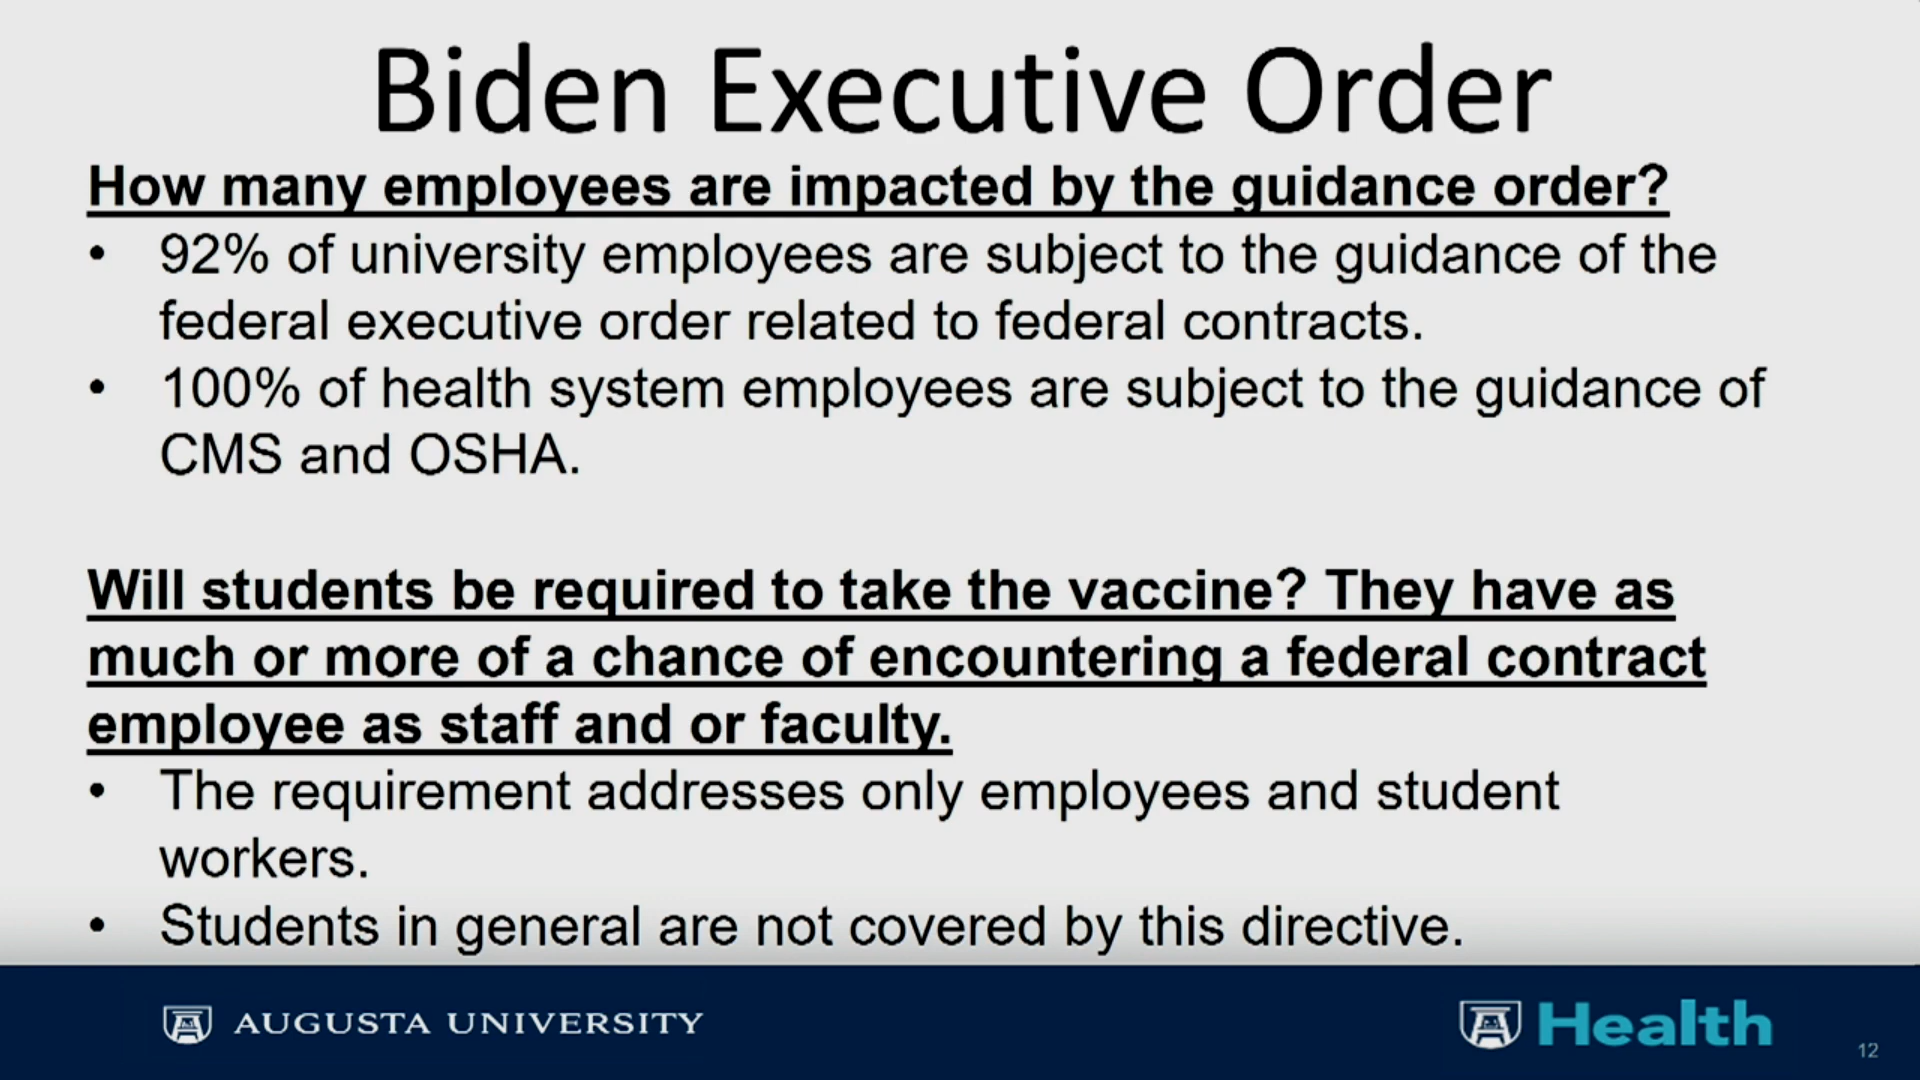 Biden Executive Order
How many employees are impacted by the guidance order?
• 92% of university employees are subject to the guidance of the
federal executive order related to federal contracts.
• 100% of health system employees are subject to the guidance of
CMS and OSHA.
Will students be required to take the vaccine? They have as
much or more of a chance of encountering a federal contract
employee as staff and or faculty.
• The requirement addresses only employees and student
workers.
• Students in general are not covered by this directive.
AUGUSTA UNIVERSITY
Health
12